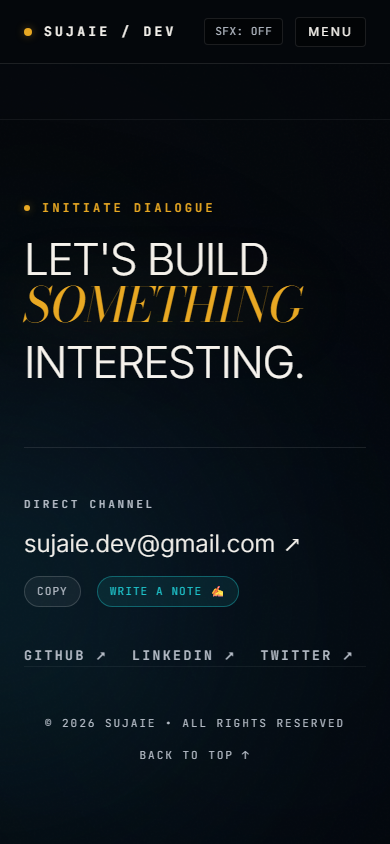 SUJAIE / DEV
SFX: OFF
MENU
INITIATE DIALOGUE
LET'S BUILD
SOMETHING
INTERESTING.
DIRECT CHANNEL
sujaie.dev@gmail.com ↗
COPY
WRITE A NOTE ✍️
GITHUB ↗ LINKEDIN ↗ TWITTER ↗
© 2026 SUJAIE • ALL RIGHTS RESERVED
BACK TO TOP ↑